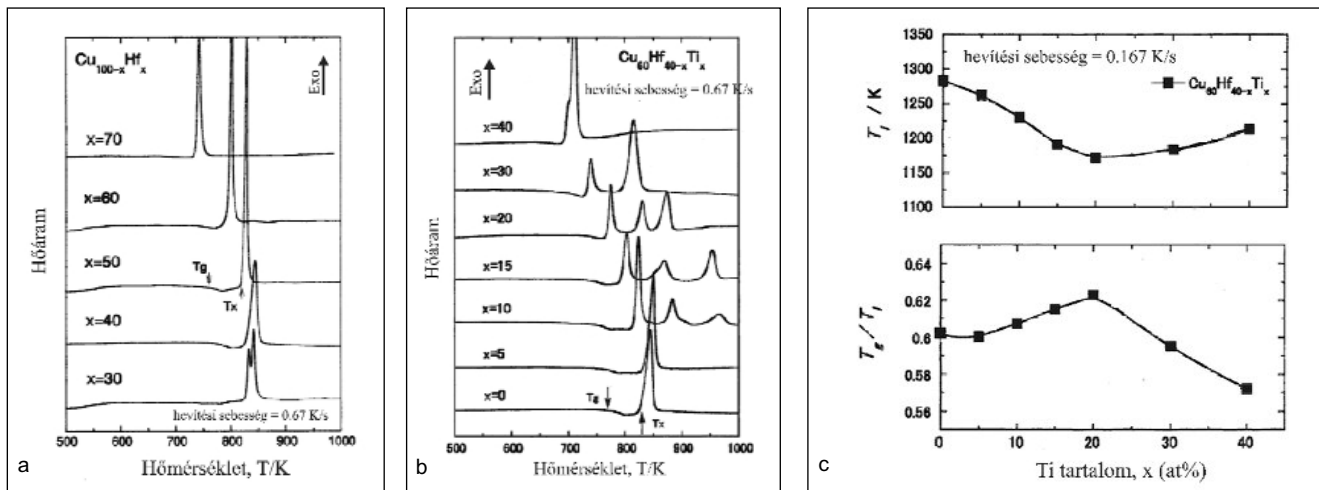 Cu100-xHfx
Exo
x=70
x=60
x=50
Tg
Tx
x=40
x=30
hevítési sebesség = 0.67 K/s
Hőáram
500 600 700 800 900 1000
Hőmérséklet, T/K
a
Exo
Cu60Hf40-xTix
hevítési sebesség = 0.67 K/s
x=40
x=30
x=20
x=15
x=10
x=5
x=0
Tg
Tx
Hőáram
500 600 700 800 900 1000
Hőmérséklet, T/K
b
hevítési sebesség = 0.167 K/s
Cu60Hf40-xTix
Tl / K
1350
1300
1250
1200
1150
1100
Tg/Tl
0.64
0.62
0.6
0.58
0.56
0 10 20 30 40
Ti tartalom, x (at%)
c